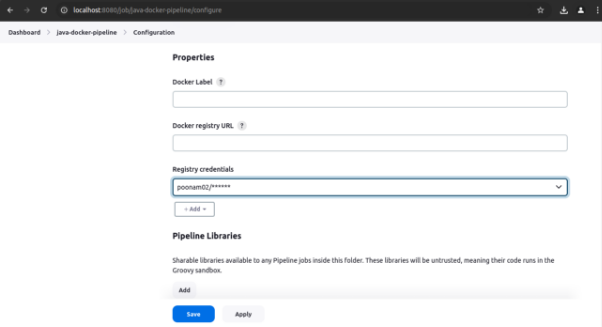 localhost:8080/job/java-docker-pipeline/configure
Dashboard > java-docker-pipeline > Configuration
Properties
Docker Label ?
Docker registry URL ?
Registry credentials
poonam02/******
+ Add
Pipeline Libraries
Sharable libraries available to any Pipeline jobs inside this folder. These libraries will be untrusted, meaning their code runs in the
Groovy sandbox.
Add
Save Apply